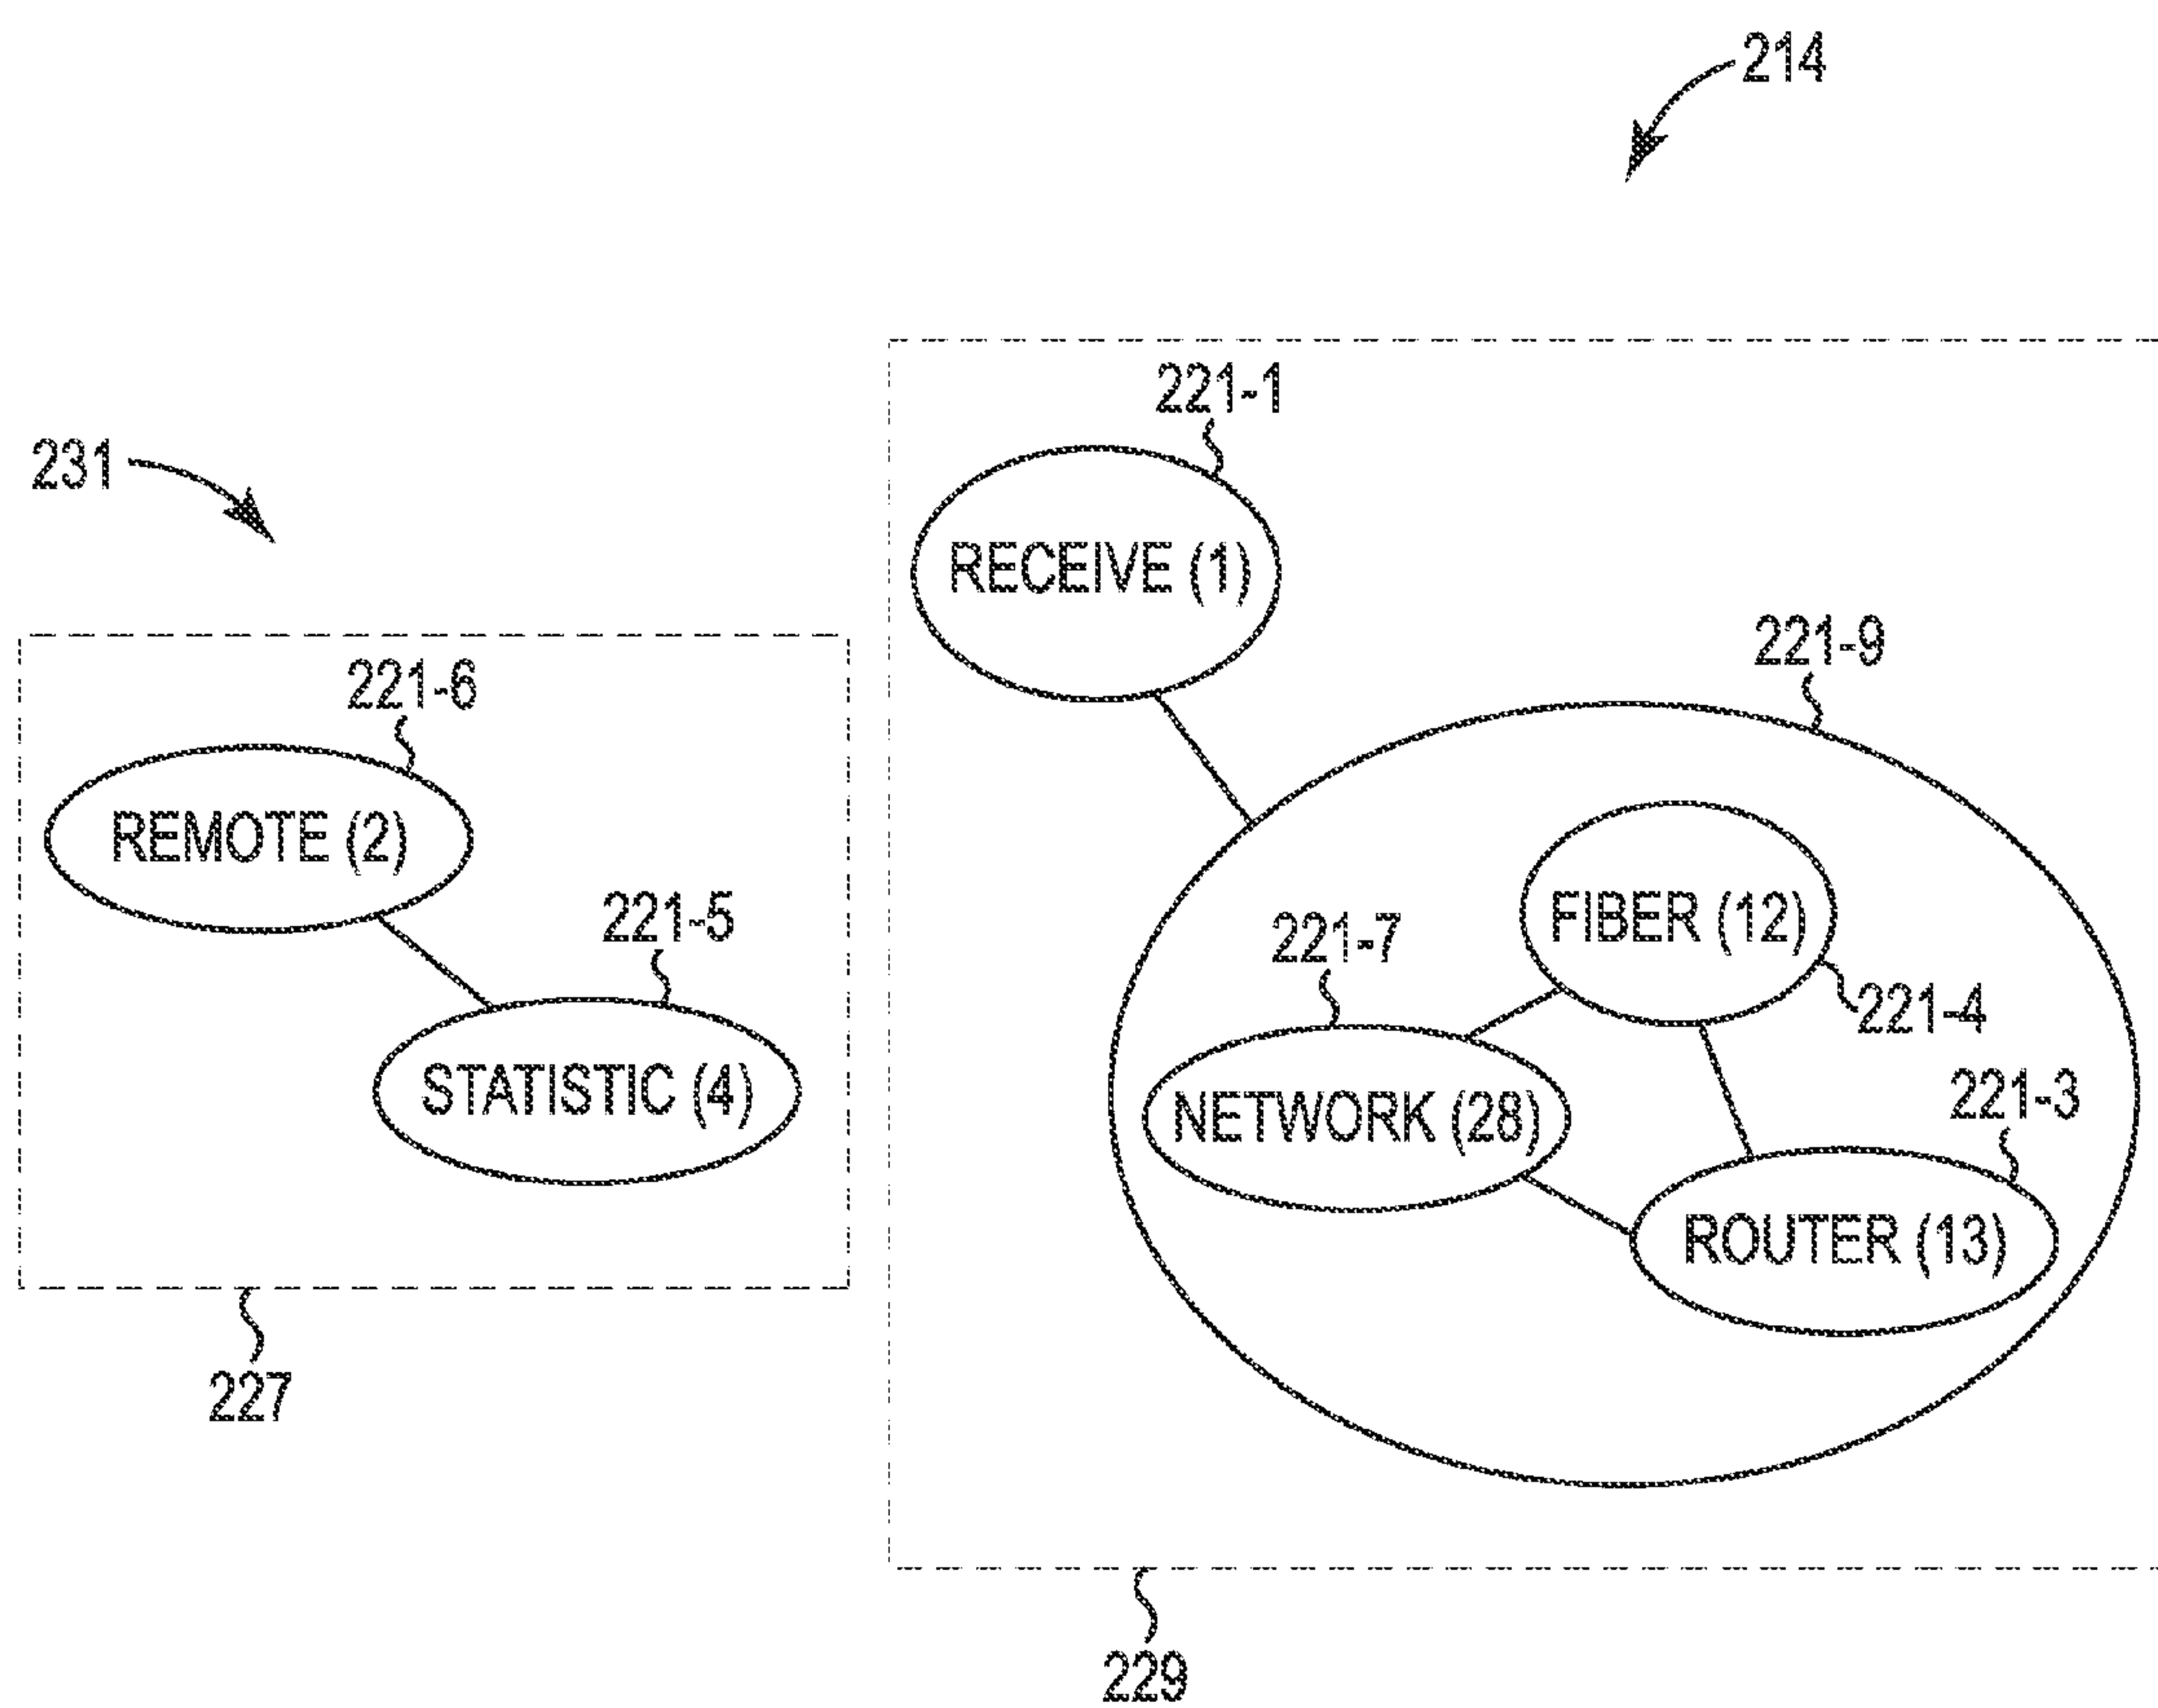 214
221-1
231
RECEIVE (1)
221-9
221-6
REMOTE (2)
FIBER (12)
221-5
221-7
221-4
STATISTIC (4)
NETWORK (28)
221-3
ROUTER (13)
227
229